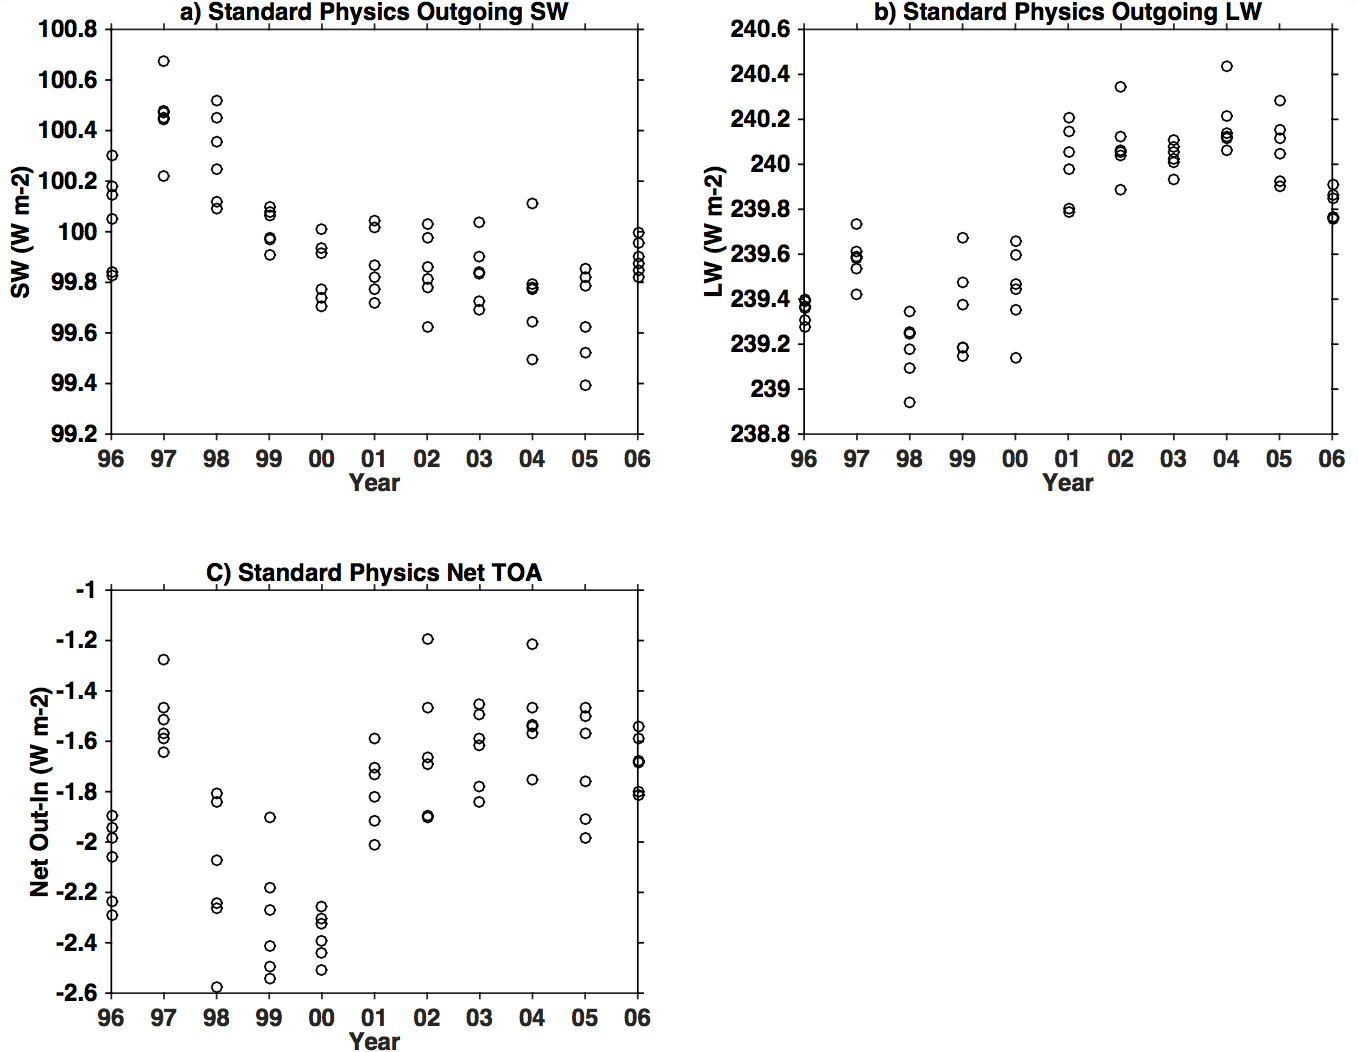 a) Standard Physics Outgoing SW
100.8
100.6
100.4
100.2
100
99.8
99.6
99.4
99.2
SW (W m-2)
96 97 98 99 00 01 02 03 04 05 06
Year
b) Standard Physics Outgoing LW
240.6
240.4
240.2
240
239.8
239.6
239.4
239.2
239
238.8
LW (W m-2)
96 97 98 99 00 01 02 03 04 05 06
Year
C) Standard Physics Net TOA
-1
-1.2
-1.4
-1.6
-1.8
-2
-2.2
-2.4
-2.6
Net Out-In (W m-2)
96 97 98 99 00 01 02 03 04 05 06
Year